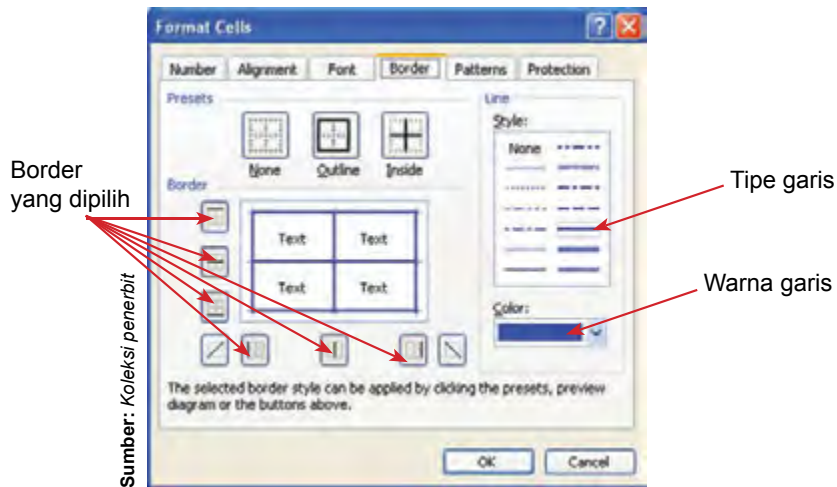 Format Cells
Number Alignment Font Border Patterns Protection
Presets
None Outline Inside
Border
Text Text
Text Text
Line
Style:
None
Color:
The selected border style can be applied by clicking the presets, preview
diagram or the buttons above.
OK Cancel
Border
yang dipilih
Tipe garis
Warna garis
Sumber: Koleksi penerbit